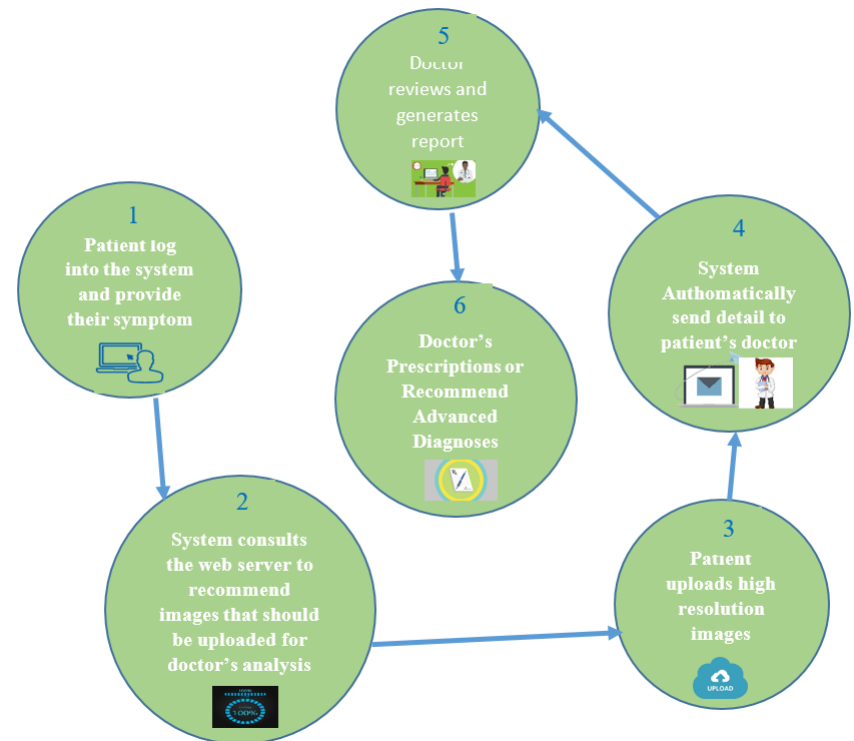 1
Patient log
into the system
and provide
their symptom
2
System consults
the web server to
recommend
images that should
be uploaded for
doctor’s analysis
100%
3
Patient
uploads high
resolution
images
UPLOAD
4
System
Authomatically
send detail to
patient’s doctor
5
Doctor
reviews and
generates
report
6
Doctor’s
Prescriptions or
Recommend
Advanced
Diagnoses